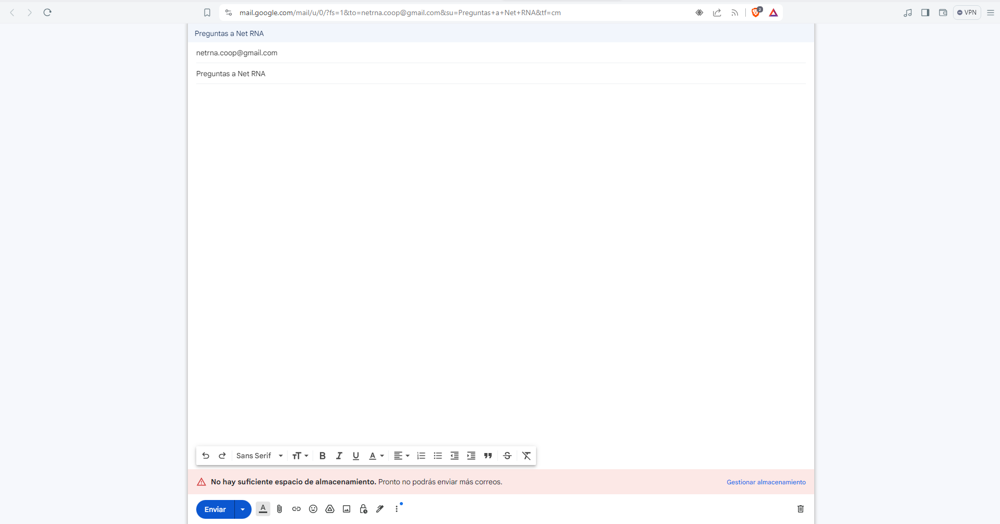 mail.google.com/mail/u/0/?fs=1&to=netrna.coop@gmail.com&su=Preguntas+a+Net+RNA&tf=cm
2
VPN
Preguntas a Net RNA
netrna.coop@gmail.com
Preguntas a Net RNA
Sans Serif
No hay suficiente espacio de almacenamiento. Pronto no podrás enviar más correos.
Gestionar almacenamiento
Enviar